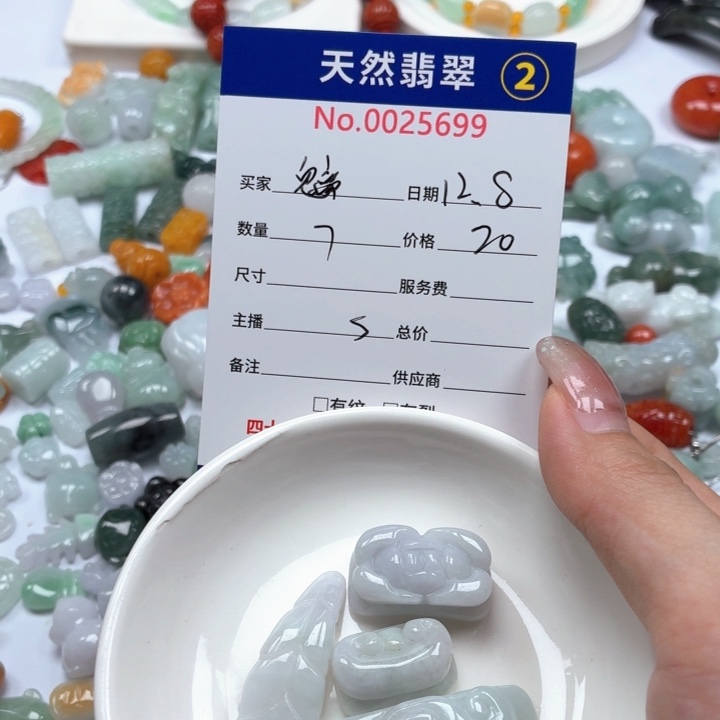 天然翡翠 2
No.0025699
买家 日期 12.8
数量 7 价格 20
尺寸 服务费
主播 S 总价
备注 供应商